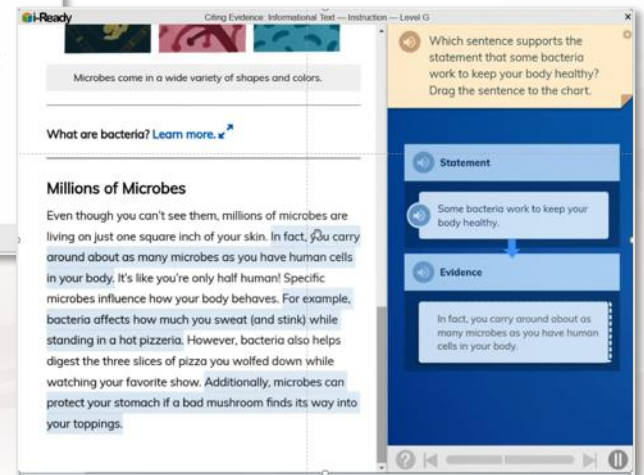 i-Ready
Citing Evidence: Informational Text — Instruction — Level G
Microbes come in a wide variety of shapes and colors.
What are bacteria? Learn more.
Millions of Microbes
Even though you can't see them, millions of microbes are
living on just one square inch of your skin. In fact, you carry
around about as many microbes as you have human cells
in your body. It's like you're only half human! Specific
microbes influence how your body behaves. For example,
bacteria affects how much you sweat (and stink) while
standing in a hot pizzeria. However, bacteria also helps
digest the three slices of pizza you wolfed down while
watching your favorite show. Additionally, microbes can
protect your stomach if a bad mushroom finds its way into
your toppings.
Which sentence supports the
statement that some bacteria
work to keep your body healthy?
Drag the sentence to the chart.
Statement
Some bacteria work to keep your
body healthy.
Evidence
In fact, you carry around about as
many microbes as you have human
cells in your body.